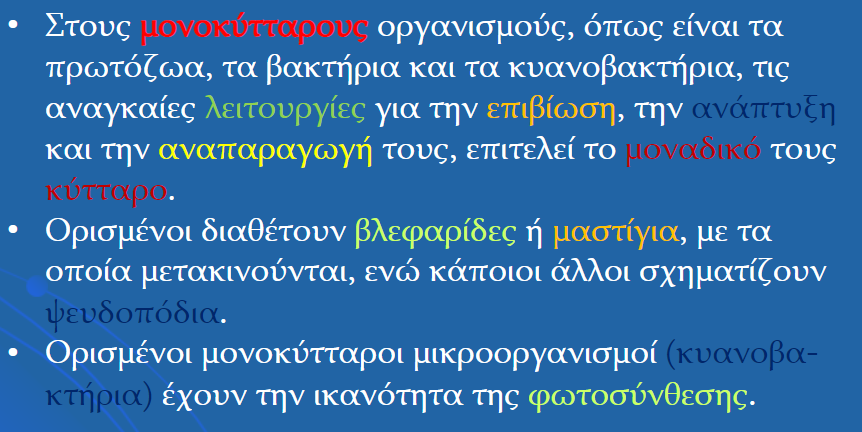 • Στους μονοκύτταρους οργανισμούς, όπως είναι τα
πρωτόζωα, τα βακτήρια και τα κυανοβακτήρια, τις
αναγκαίες λειτουργίες για την επιβίωση, την ανάπτυξη
και την αναπαραγωγή τους, επιτελεί το μοναδικό τους
κύτταρο.
• Ορισμένοι διαθέτουν βλεφαρίδες ή μαστίγια, με τα
οποία μετακινούνται, ενώ κάποιοι άλλοι σχηματίζουν
ψευδοπόδια.
• Ορισμένοι μονοκύτταροι μικροοργανισμοί (κυανοβα-
κτήρια) έχουν την ικανότητα της φωτοσύνθεσης.